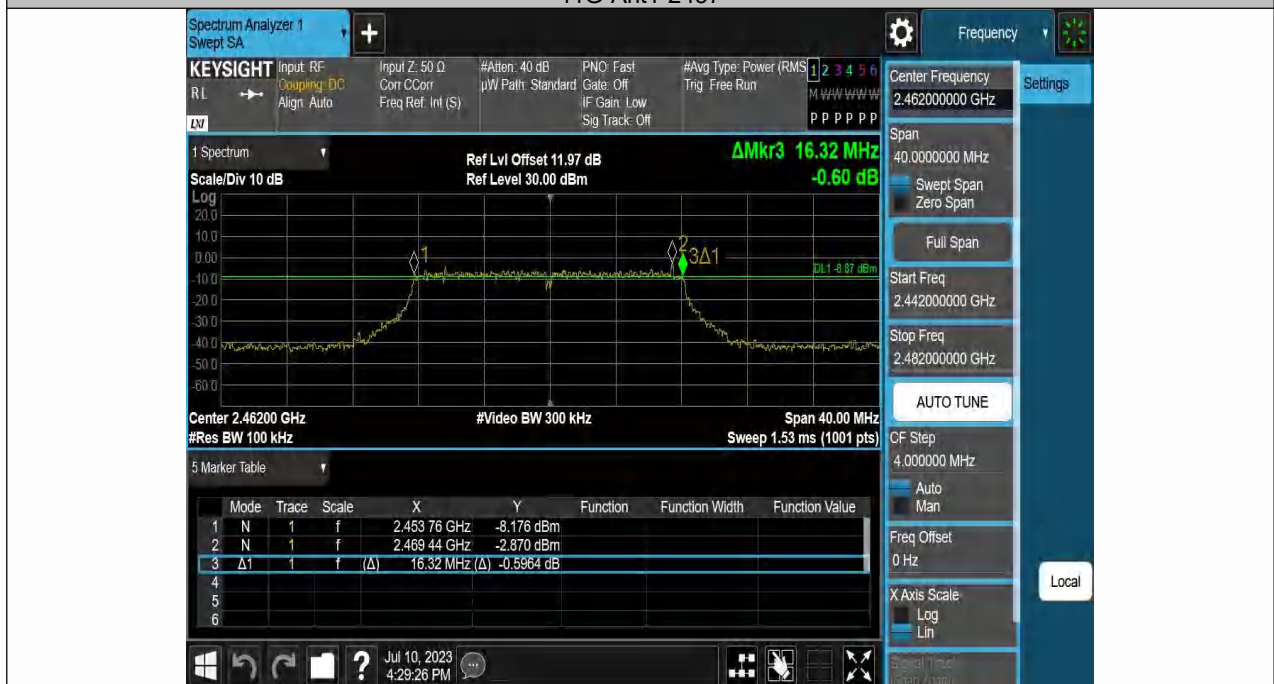 11G Ant1 2437
Spectrum Analyzer 1
Swept SA
+
Frequency
KEYSIGHT
RL
LXI
Input: RF
Coupling: DC
Align: Auto
Input Z: 50 Ω
Corr CCorr
Freq Ref: Int (S)
#Atten: 40 dB
µW Path: Standard
PNO: Fast
Gate: Off
IF Gain: Low
Sig Track: Off
#Avg Type: Power (RMS
Trig: Free Run
1 2 3 4 5 6
M W W W W W
P P P P P P
Center Frequency
2.462000000 GHz
Settings
Span
40.0000000 MHz
Swept Span
Zero Span
Full Span
Start Freq
2.442000000 GHz
Stop Freq
2.482000000 GHz
AUTO TUNE
CF Step
4.000000 MHz
Auto
Man
Freq Offset
0 Hz
X Axis Scale
Log
Lin
Local
1 Spectrum
Scale/Div 10 dB
Ref Lvl Offset 11.97 dB
Ref Level 30.00 dBm
ΔMkr3 16.32 MHz
-0.60 dB
Log
20.0
10.0
0.00
-10.0
-20.0
-30.0
-40.0
-50.0
-60.0
1
2
3Δ1
DL1 -8.87 dBm
Center 2.46200 GHz
#Video BW 300 kHz
Span 40.00 MHz
#Res BW 100 kHz
Sweep 1.53 ms (1001 pts)
5 Marker Table
Mode Trace Scale X Y Function Function Width Function Value
1 N 1 f 2.453 76 GHz -8.176 dBm
2 N 1 f 2.469 44 GHz -2.870 dBm
3 Δ1 1 f (Δ) 16.32 MHz (Δ) -0.5964 dB
4
5
6
?
Jul 10, 2023
4:29:26 PM